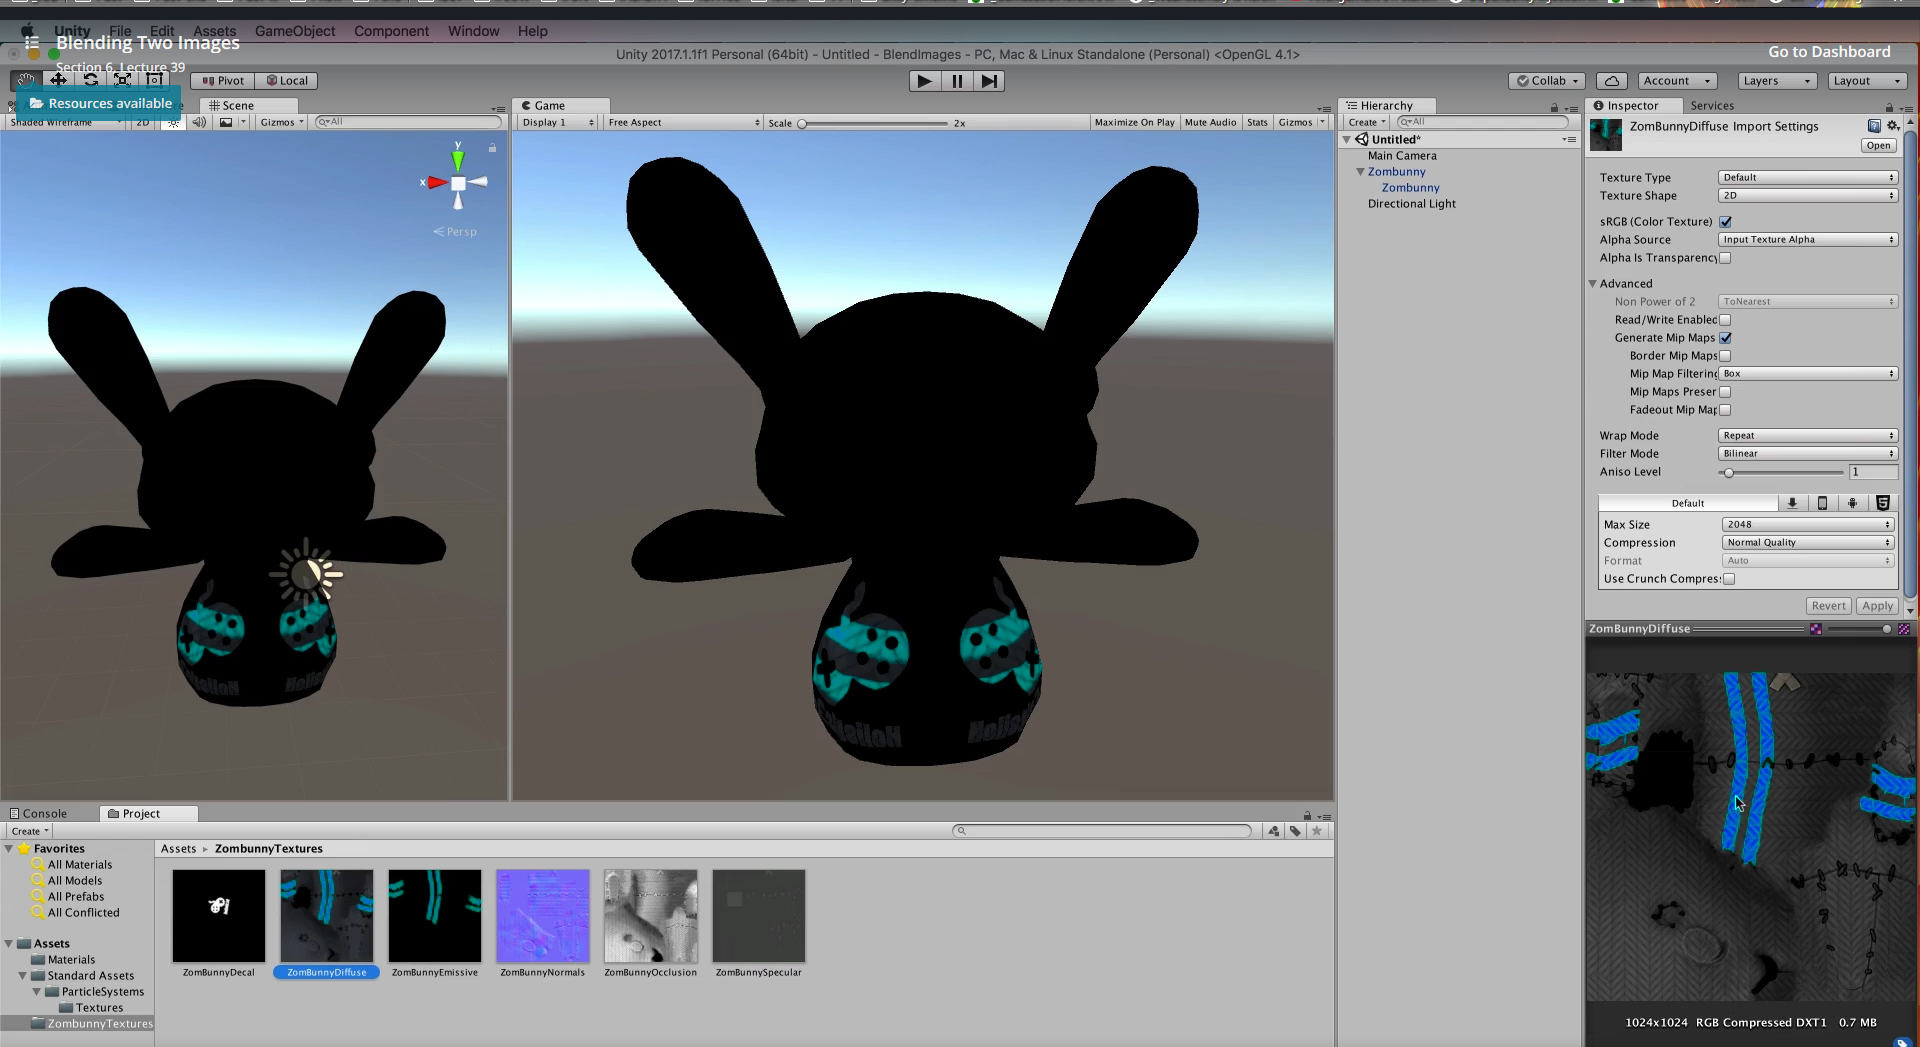 Unity File Edit Assets GameObject Component Window Help
Blending Two Images
Unity 2017.1.1f1 Personal (64bit) - Untitled - BlendImages - PC, Mac & Linux Standalone (Personal) <OpenGL 4.1>
Go to Dashboard
Section 6, Lecture 39
Pivot Local
Collab Account Layers Layout
Resources available
Scene
Game
Hierarchy
Inspector Services
Shaded Wireframe 2D Gizmos All
Display 1 Free Aspect Scale 2x Maximize On Play Mute Audio Stats Gizmos
Create All
ZomBunnyDiffuse Import Settings
Open
Untitled*
Main Camera
Zombunny
Zombunny
Directional Light
y
x
Persp
Texture Type Default
Texture Shape 2D
sRGB (Color Texture)
Alpha Source Input Texture Alpha
Alpha Is Transparency
Advanced
Non Power of 2 ToNearest
Read/Write Enabled
Generate Mip Maps
Border Mip Maps
Mip Map Filtering Box
Mip Maps Preser
Fadeout Mip Map
Wrap Mode Repeat
Filter Mode Bilinear
Aniso Level 1
Default
Max Size 2048
Compression Normal Quality
Format Auto
Use Crunch Compres
Revert Apply
ZomBunnyDiffuse
1024x1024 RGB Compressed DXT1 0.7 MB
Console Project
Create
Favorites
All Materials
All Models
All Prefabs
All Conflicted
Assets
Materials
Standard Assets
ParticleSystems
Textures
ZombunnyTextures
Assets ▸ ZombunnyTextures
ZomBunnyDecal ZomBunnyDiffuse ZomBunnyEmissive ZomBunnyNormals ZomBunnyOcclusion ZomBunnySpecular